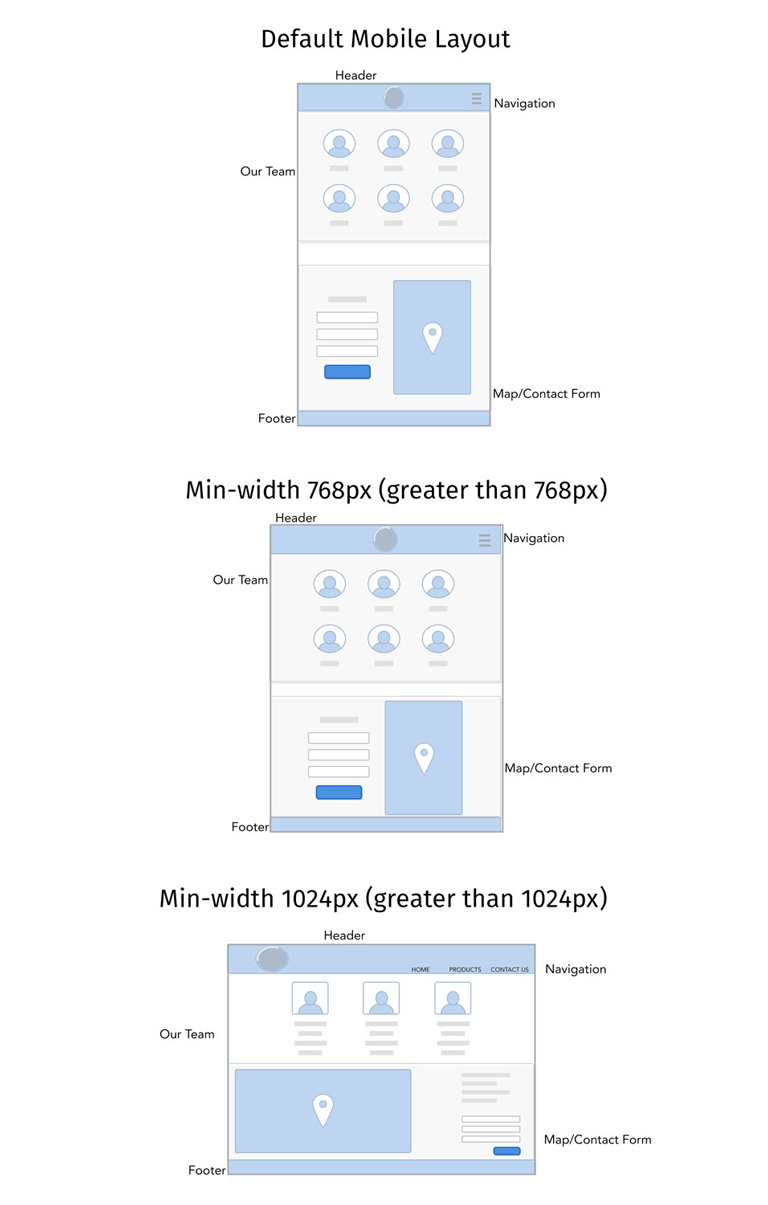 Default Mobile Layout
Header
Navigation
Our Team
Map/Contact Form
Footer
Min-width 768px (greater than 768px)
Header
Navigation
Our Team
Map/Contact Form
Footer
Min-width 1024px (greater than 1024px)
Header
HOME PRODUCTS CONTACT US
Navigation
Our Team
Map/Contact Form
Footer